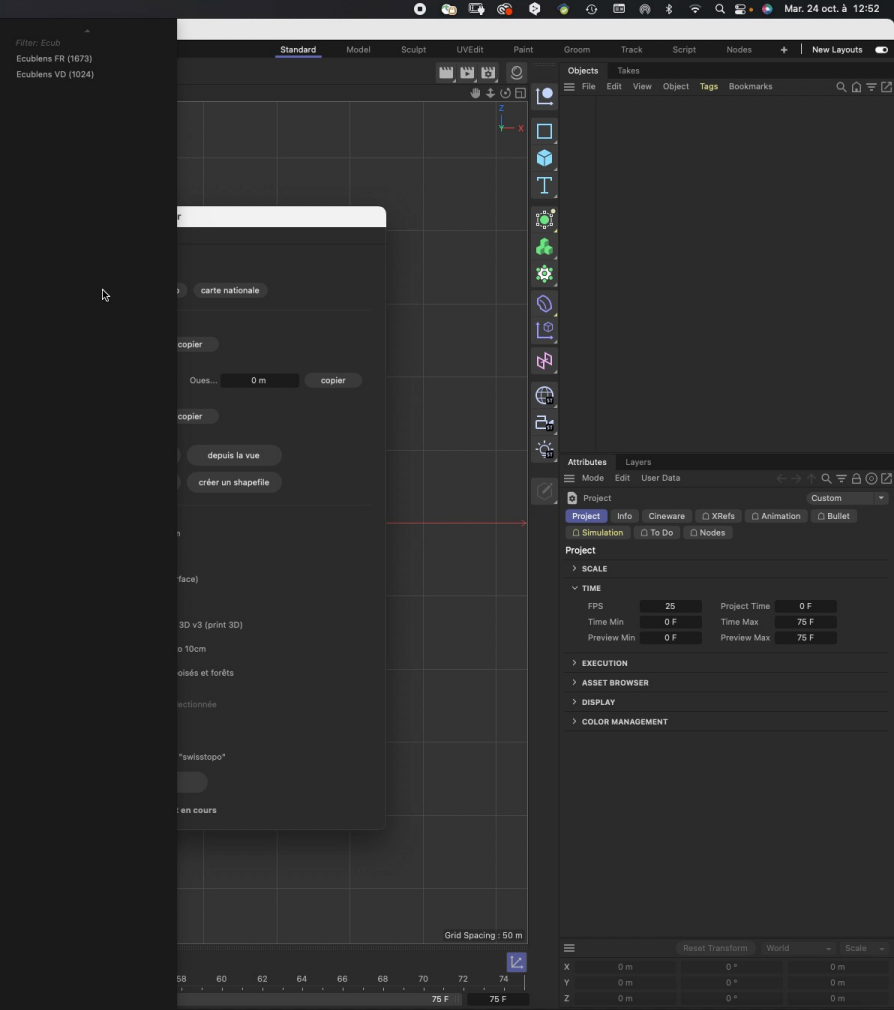 Mar. 24 oct. à 12:52
Filter: Ecub
Ecublens FR (1673)
Ecublens VD (1024)
Standard Model Sculpt UVEdit Paint Groom Track Script Nodes + New Layouts
Objects Takes
File Edit View Object Tags Bookmarks
Z
Y X
T
r
o carte nationale
copier
Oues... 0 m copier
copier
depuis la vue
créer un shapefile
n
face)
3D v3 (print 3D)
o 10cm
oisés et forêts
ectionnée
"swisstopo"
t en cours
ST
ST
ST
Attributes Layers
Mode Edit User Data
Project Custom
Project Info Cineware XRefs Animation Bullet
Simulation To Do Nodes
Project
> SCALE
TIME
FPS 25 Project Time 0 F
Time Min 0 F Time Max 75 F
Preview Min 0 F Preview Max 75 F
> EXECUTION
> ASSET BROWSER
> DISPLAY
> COLOR MANAGEMENT
Grid Spacing : 50 m
58 60 62 64 66 68 70 72 74
75 F 75 F
Reset Transform World Scale
X 0 m 0 ° 0 m
Y 0 m 0 ° 0 m
Z 0 m 0 ° 0 m